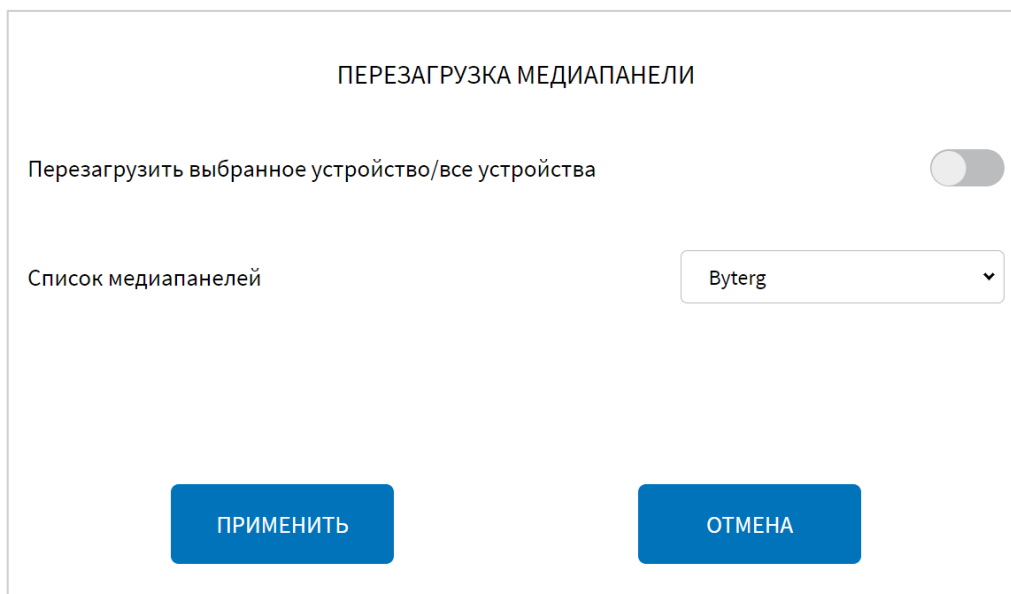 ПЕРЕЗАГРУЗКА МЕДИАПАНЕЛИ
Перезагрузить выбранное устройство/все устройства
Список медиапанелей Byterg
ПРИМЕНИТЬ ОТМЕНА